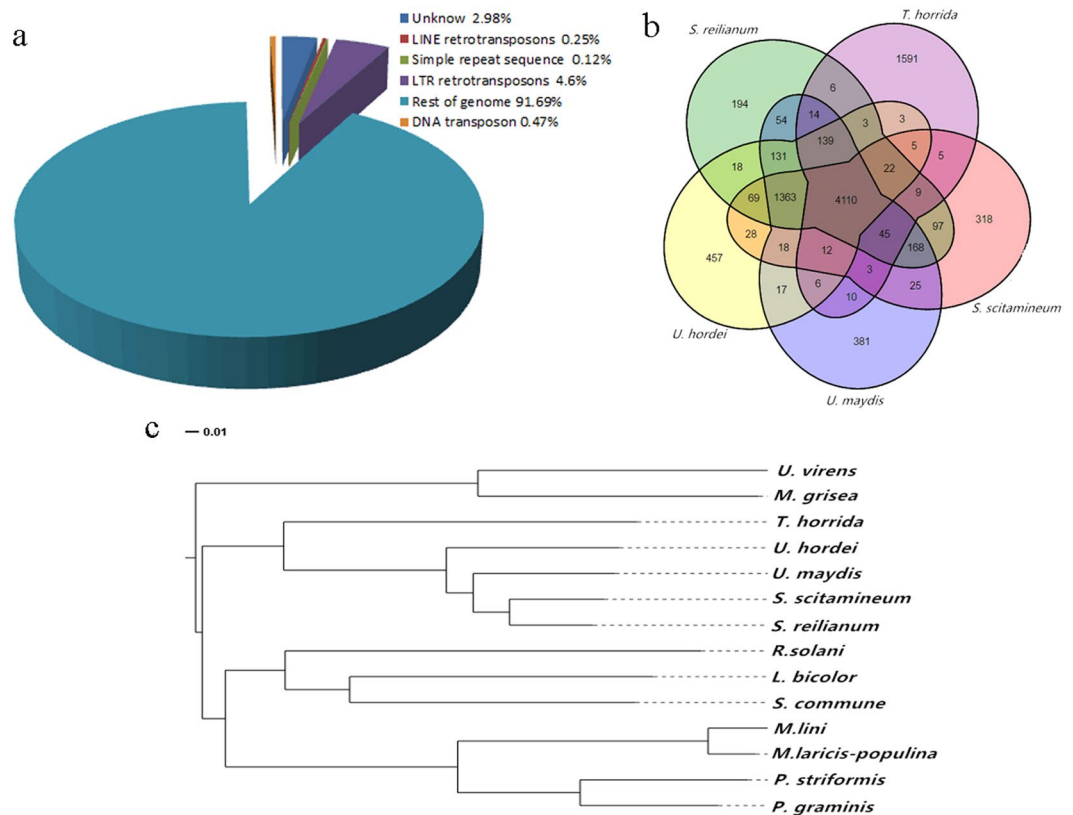 a
Unknow 2.98%
LINE retrotransposons 0.25%
Simple repeat sequence 0.12%
LTR retrotransposons 4.6%
Rest of genome 91.69%
DNA transposon 0.47%
b
T. horrida
S. reilianum
1591
6
194
54
14
3
3
139
5
5
131
18
22
9
69
1363
4110
318
97
45
28
168
457
18
12
3
17
6
25
10
S. scitamineum
U. hordei
381
U. maydis
c
0.01
U. virens
M. grisea
T. horrida
U. hordei
U. maydis
S. scitamineum
S. reilianum
R.solani
L. bicolor
S. commune
M.lini
M.laricis-populina
P. striformis
P. graminis